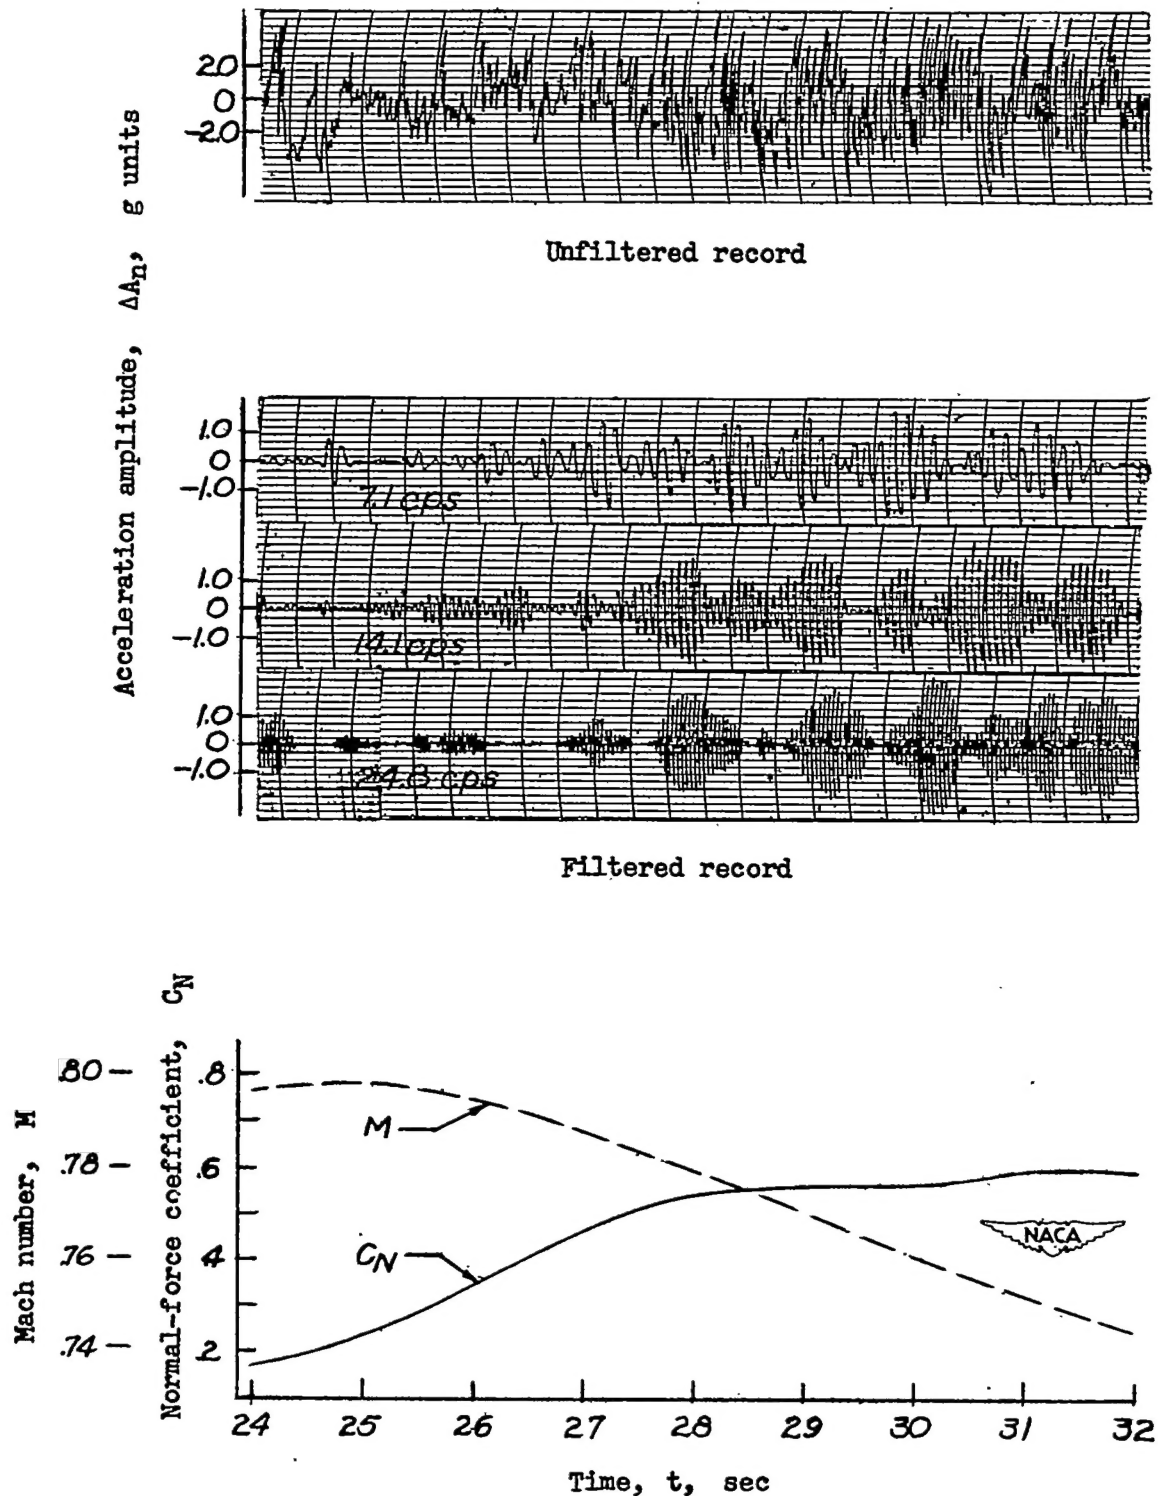 Acceleration amplitude, ΔAn, g units
2.0
0
-2.0
Unfiltered record
1.0
0
-1.0
7.1 cps
1.0
0
-1.0
14.1 cps
1.0
0
-1.0
24.8 cps
Filtered record
Mach number, M
.80
.78
.76
.74
Normal-force coefficient, CN
.8
.6
.4
.2
M
CN
NACA
24 25 26 27 28 29 30 31 32
Time, t, sec